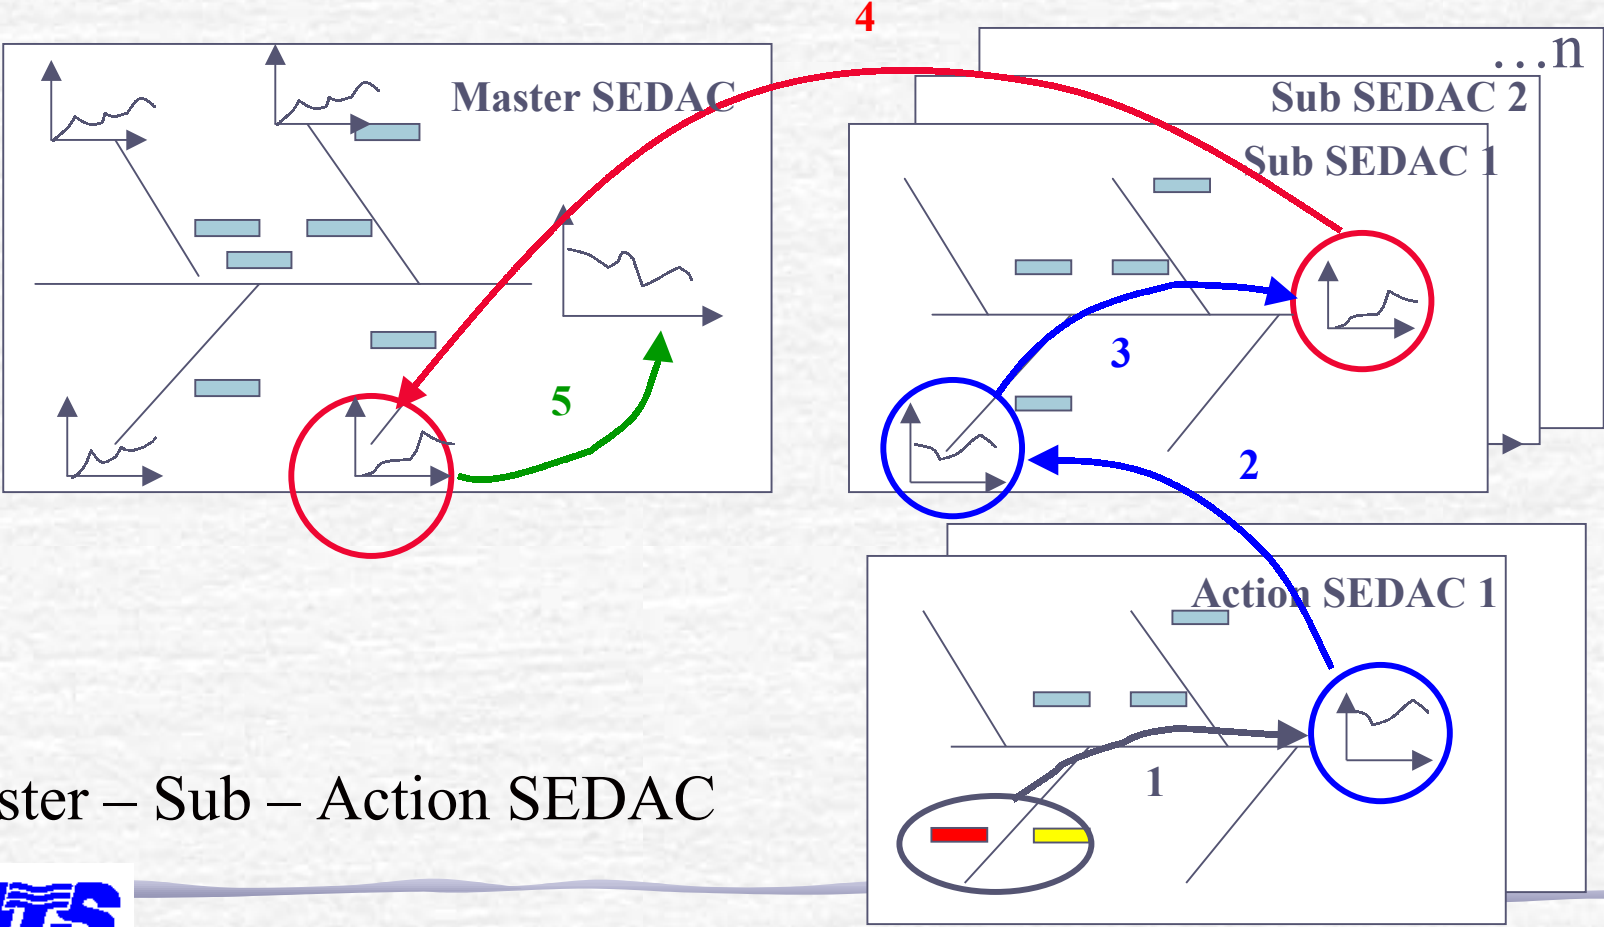 4
…n
Master SEDAC
Sub SEDAC 2
Sub SEDAC 1
3
5
2
Action SEDAC 1
1
ster – Sub – Action SEDAC